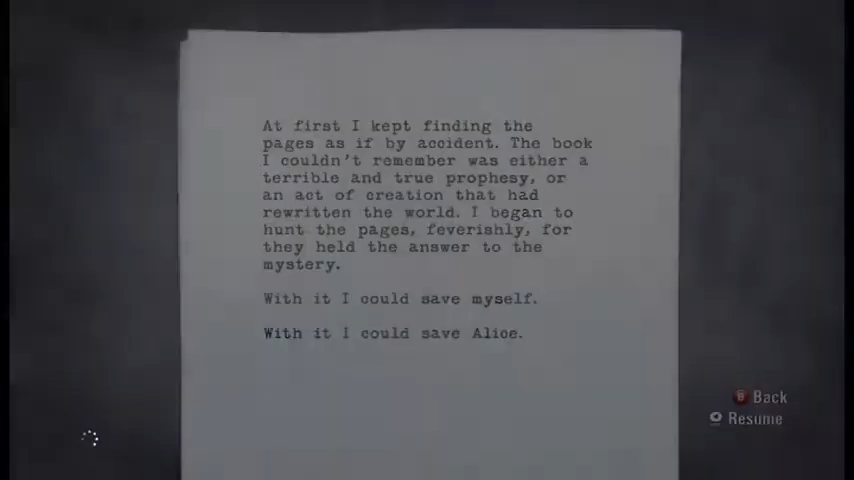 At first I kept finding the
pages as if by accident. The book
I couldn't remember was either a
terrible and true prophesy, or
an act of creation that had
rewritten the world. I began to
hunt the pages, feverishly, for
they held the answer to the
mystery.
With it I could save myself.
With it I could save Alice.
B Back
Resume